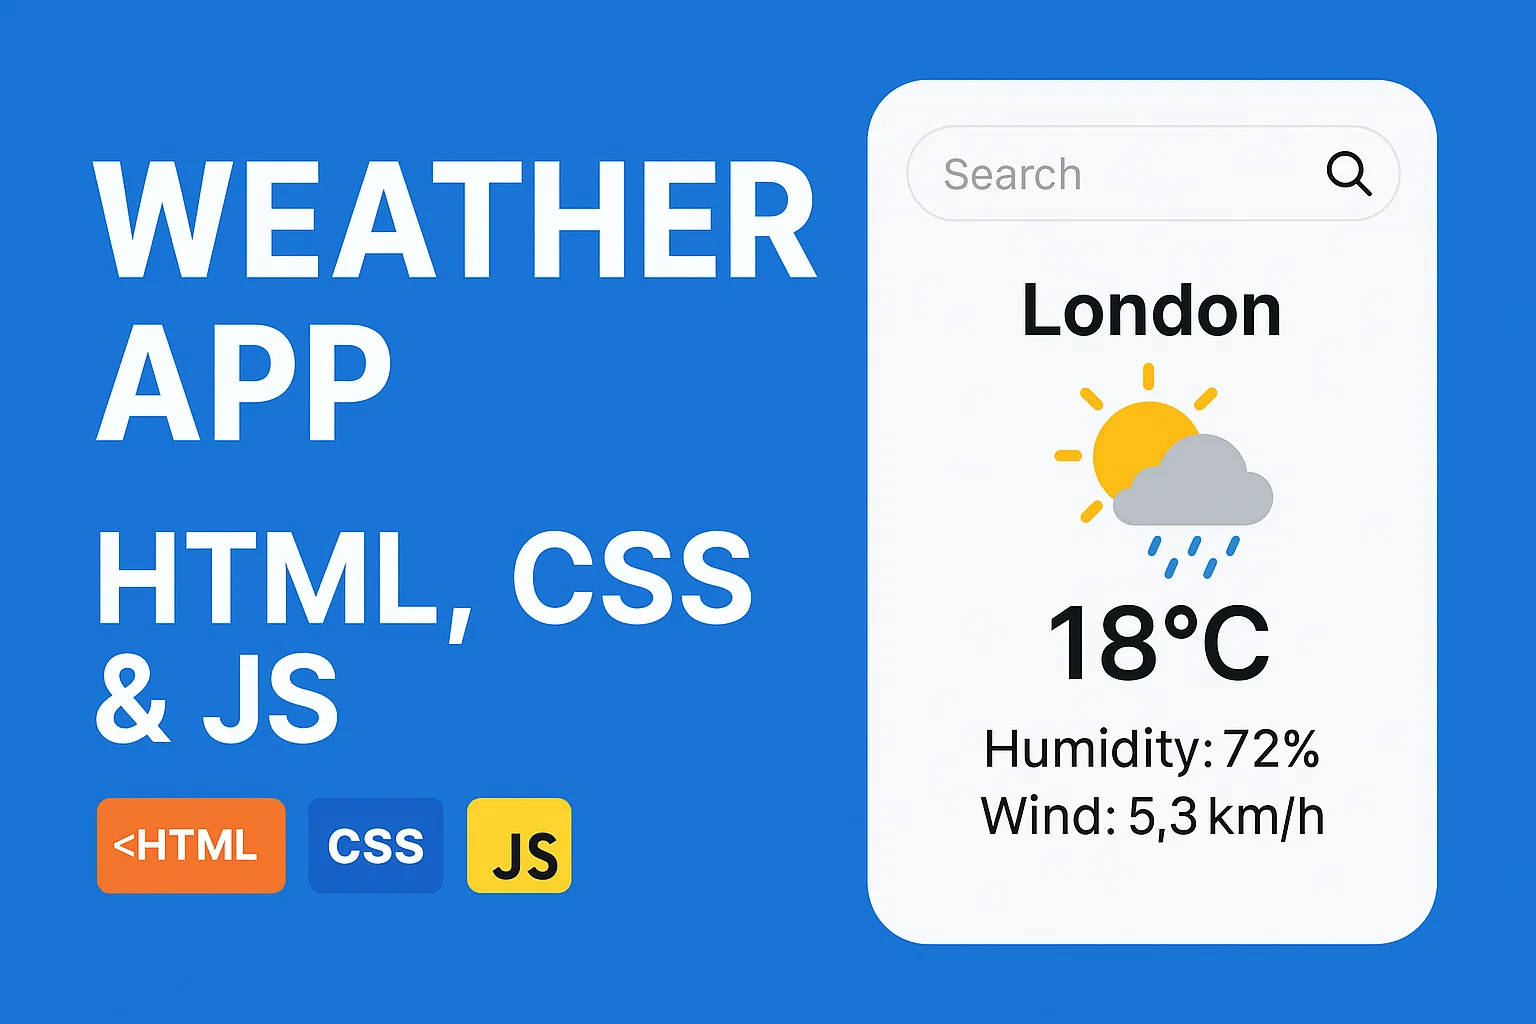 WEATHER
APP
HTML, CSS
& JS
<HTML
CSS
JS
Search
London
18°C
Humidity: 72%
Wind: 5,3 km/h